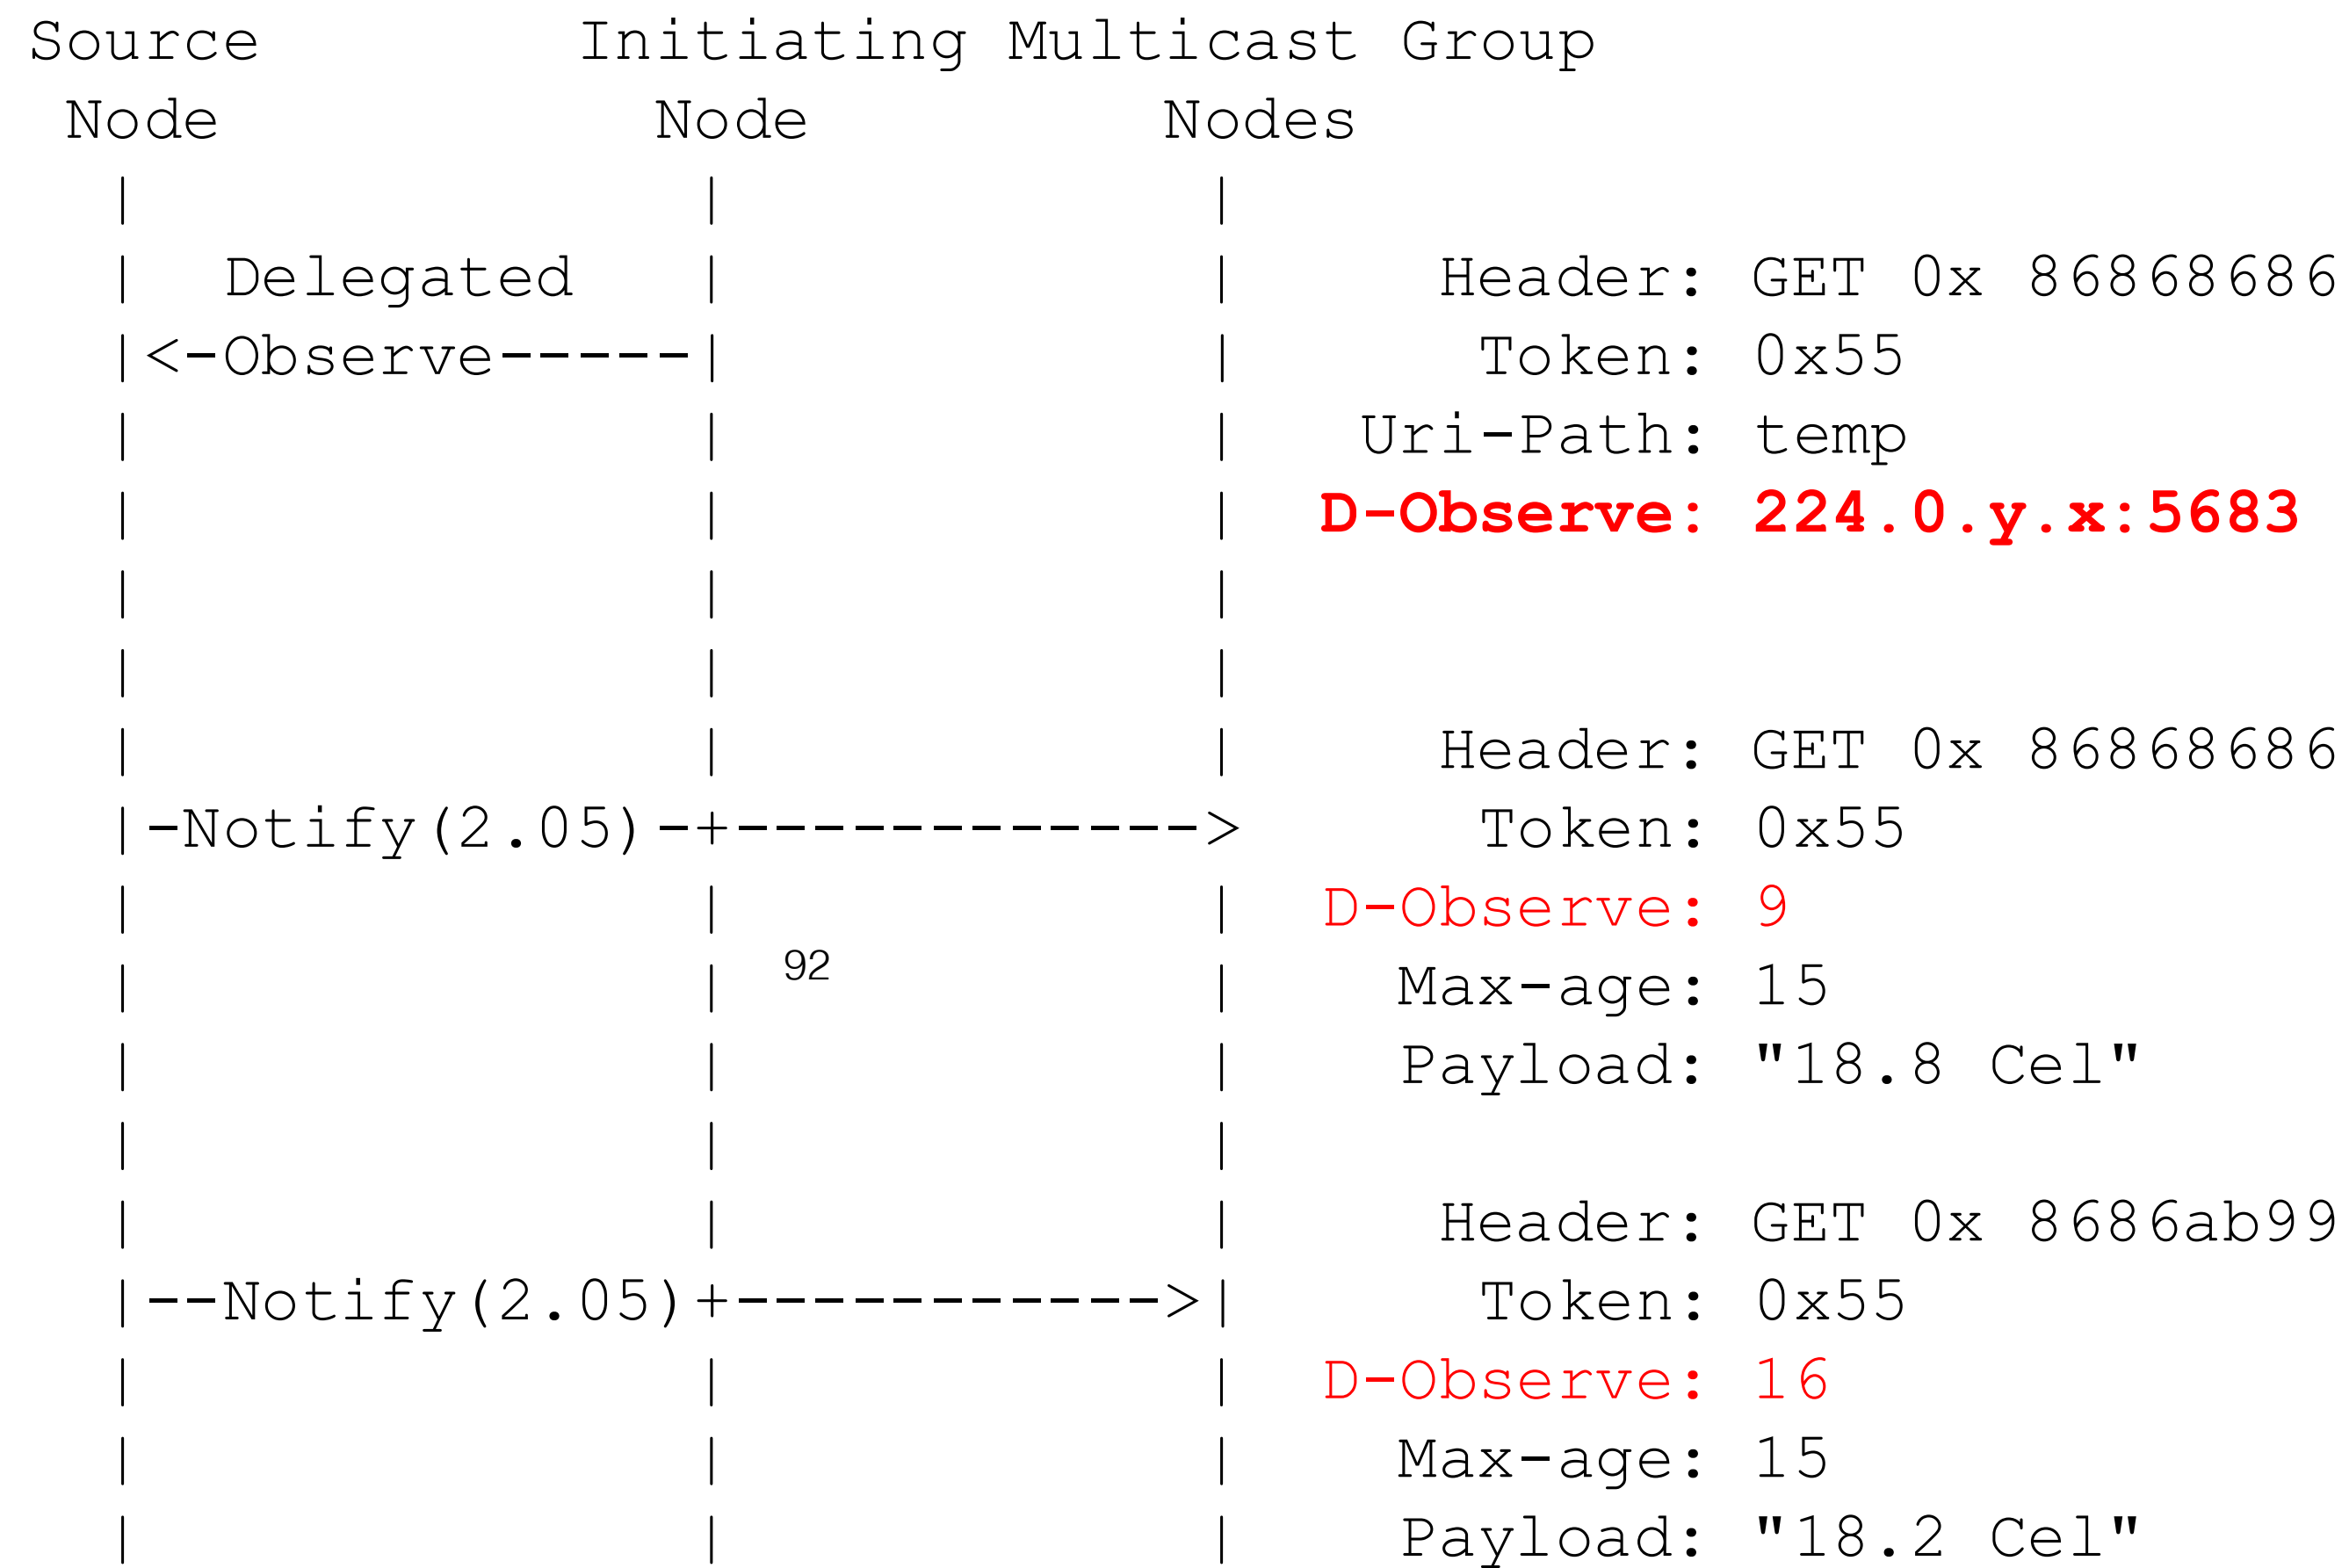 Source        Initiating Multicast Group
 Node           Node         Nodes
  |              |            |
  |  Delegated   |            |     Header: GET 0x 86868686
  |<-Observe-----|            |      Token: 0x55
  |              |            |   Uri-Path: temp
  |              |            |  D-Observe: 224.0.y.x:5683
  |              |            |
  |              |            |
  |              |            |     Header: GET 0x 86868686
  |-Notify(2.05)-+------------>      Token: 0x55
  |              |            |  D-Observe: 9
  |              | 92         |    Max-age: 15
  |              |            |    Payload: "18.8 Cel"
  |              |            |
  |              |            |     Header: GET 0x 8686ab99
  |--Notify(2.05)+----------->|      Token: 0x55
  |              |            |  D-Observe: 16
  |              |            |    Max-age: 15
  |              |            |    Payload: "18.2 Cel"